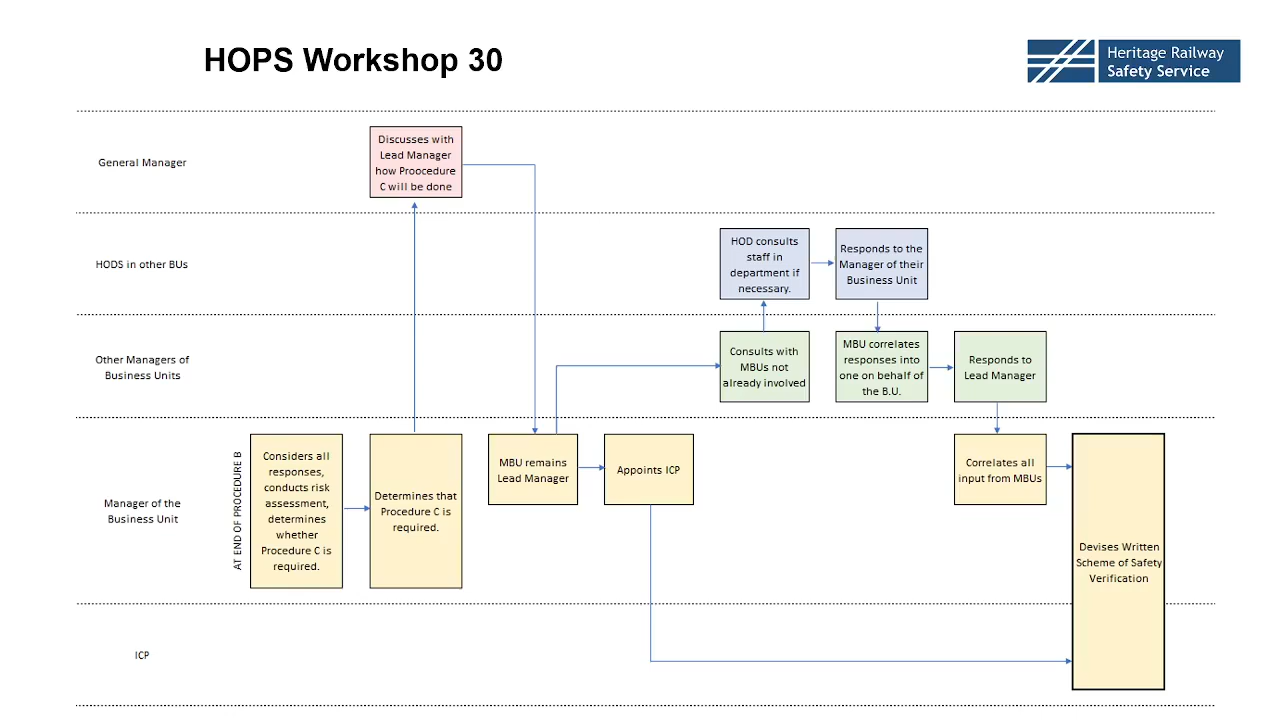 HOPS Workshop 30
Heritage Railway
Safety Service
General Manager
Discusses with
Lead Manager
how Proocedure
C will be done
HODS in other BUs
HOD consults
staff in
department if
necessary.
Responds to the
Manager of their
Business Unit
Other Managers of
Business Units
Consults with
MBUs not
already involved
MBU correlates
responses into
one on behalf of
the B.U.
Responds to
Lead Manager
Manager of the
Business Unit
AT END OF PROCEDURE B
Considers all
responses,
conducts risk
assessment,
determines
whether
Procedure C is
required.
Determines that
Procedure C is
required.
MBU remains
Lead Manager
Appoints ICP
Correlates all
input from MBUs
Devises Written
Scheme of Safety
Verification
ICP